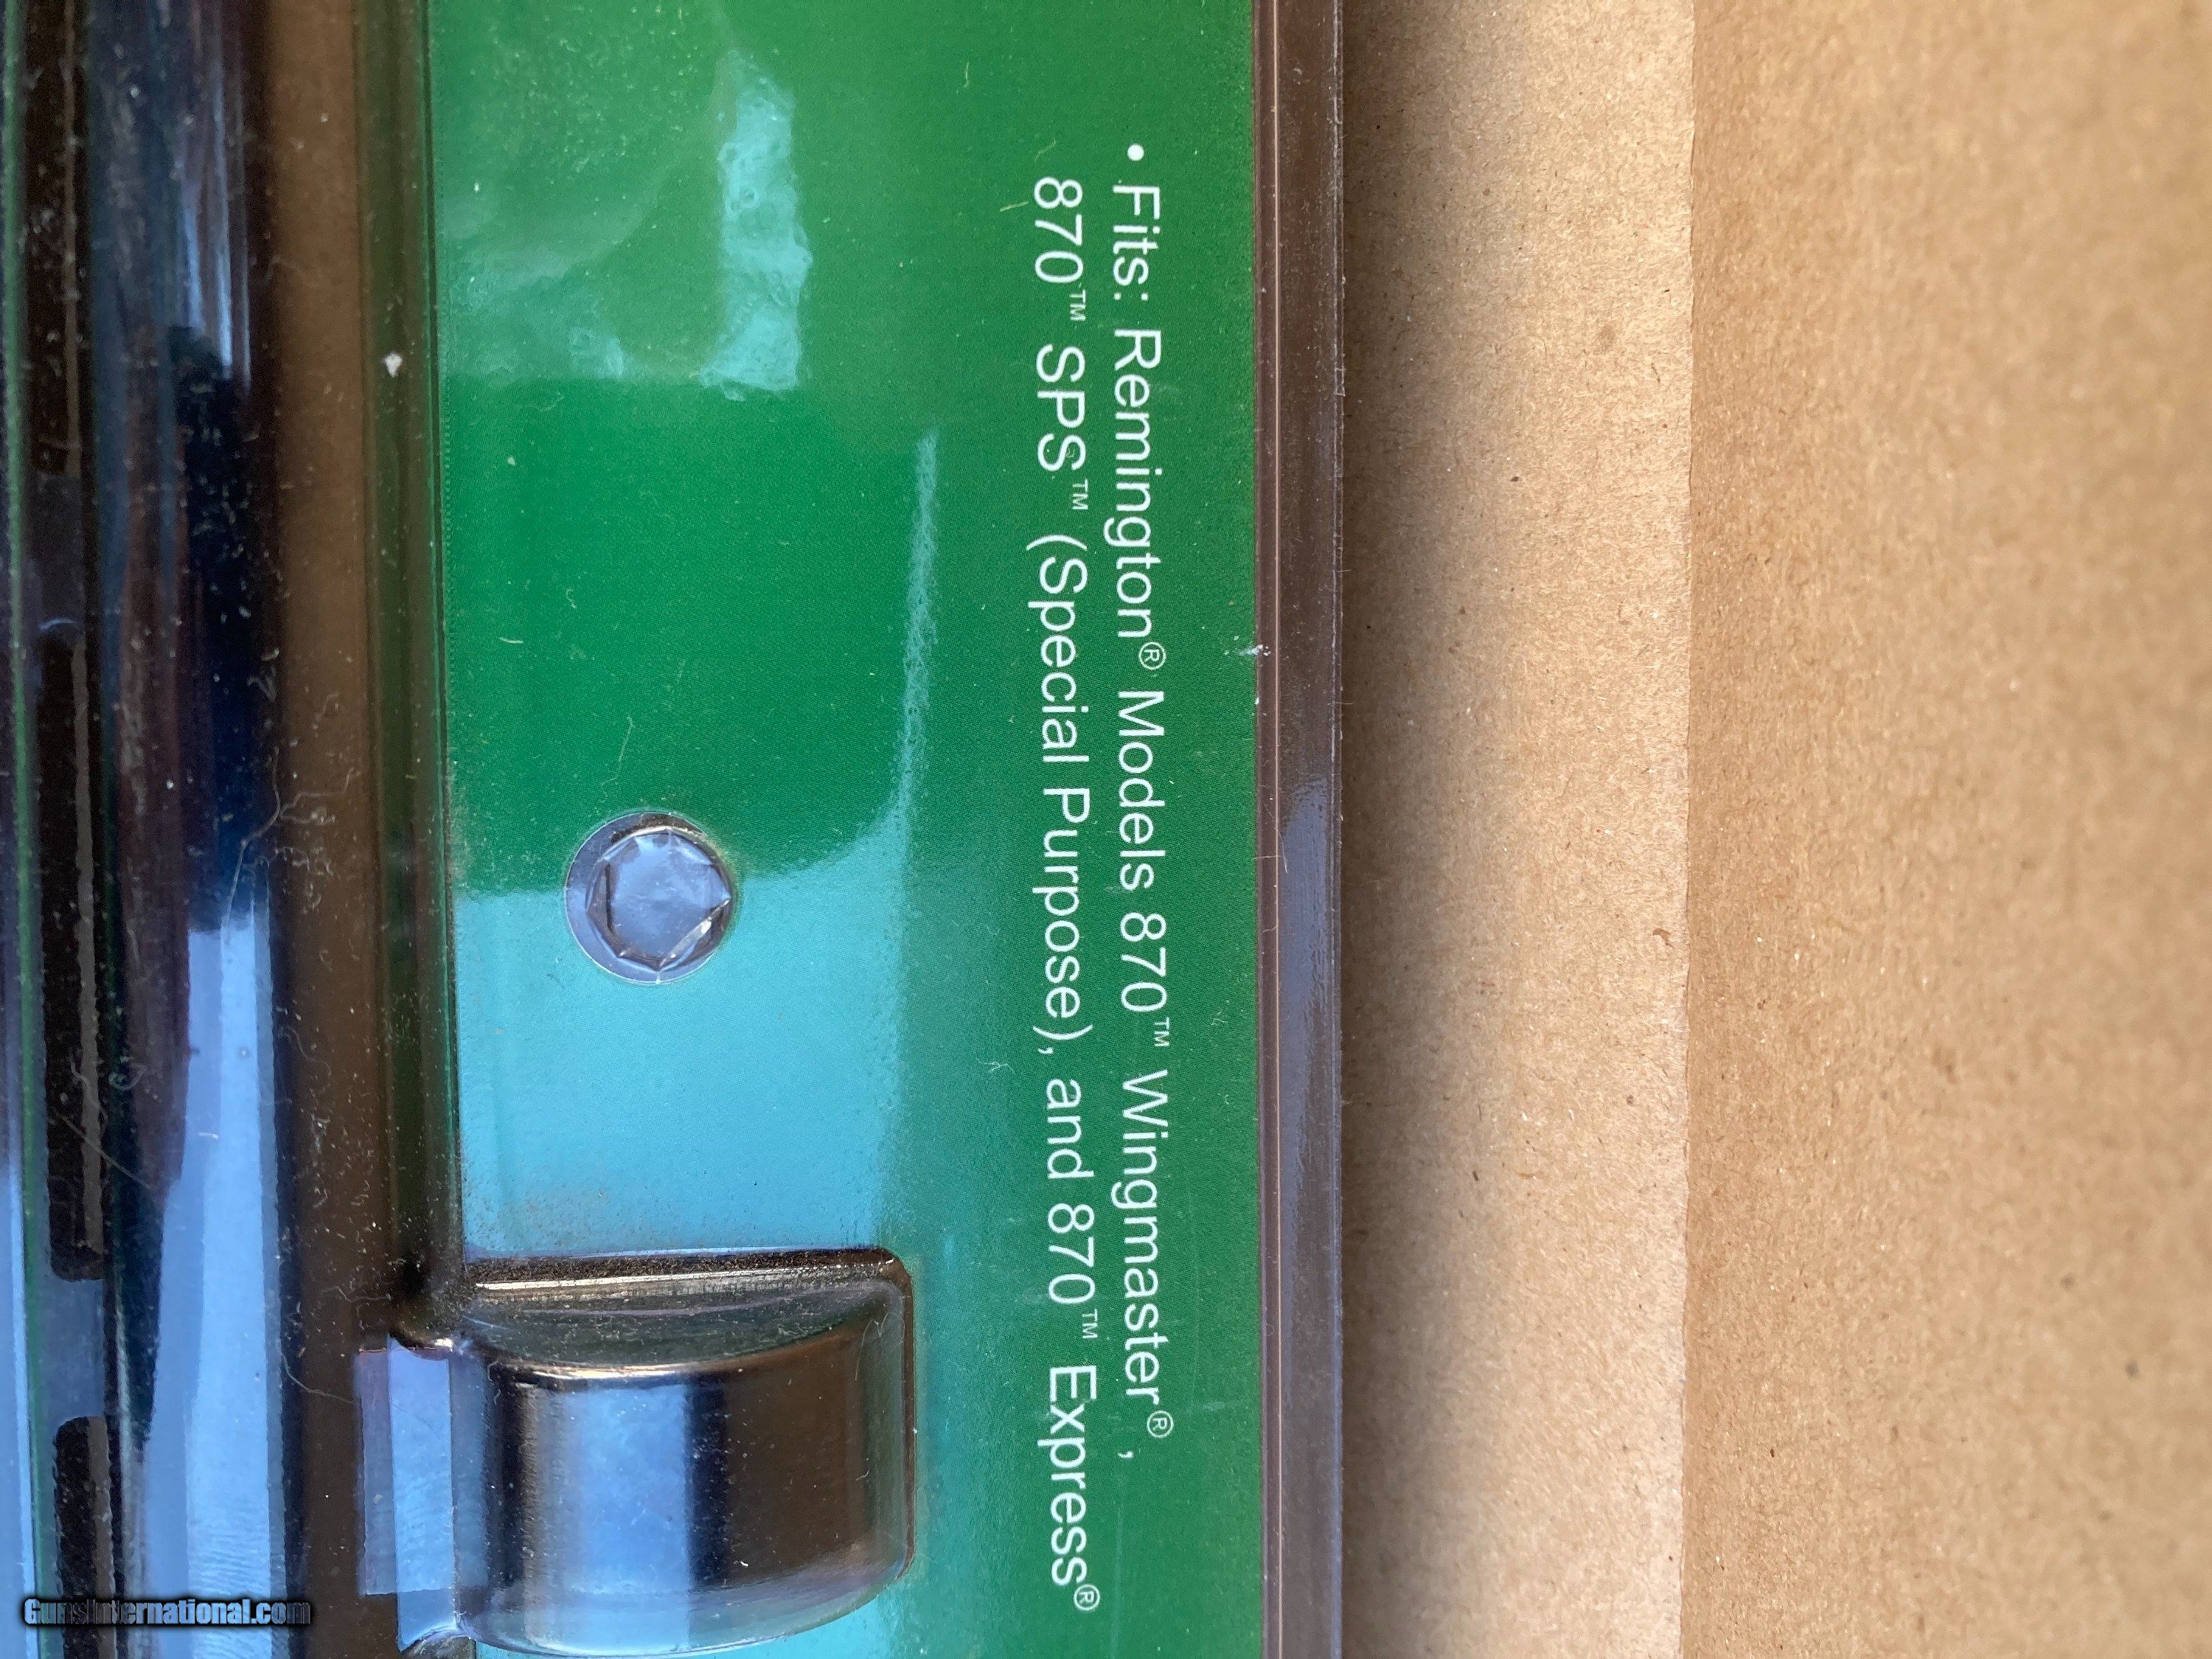 • Fits: Remington® Models 870™ Wingmaster®,
870™ SPS™ (Special Purpose), and 870™ Express®
GunsInternational.com